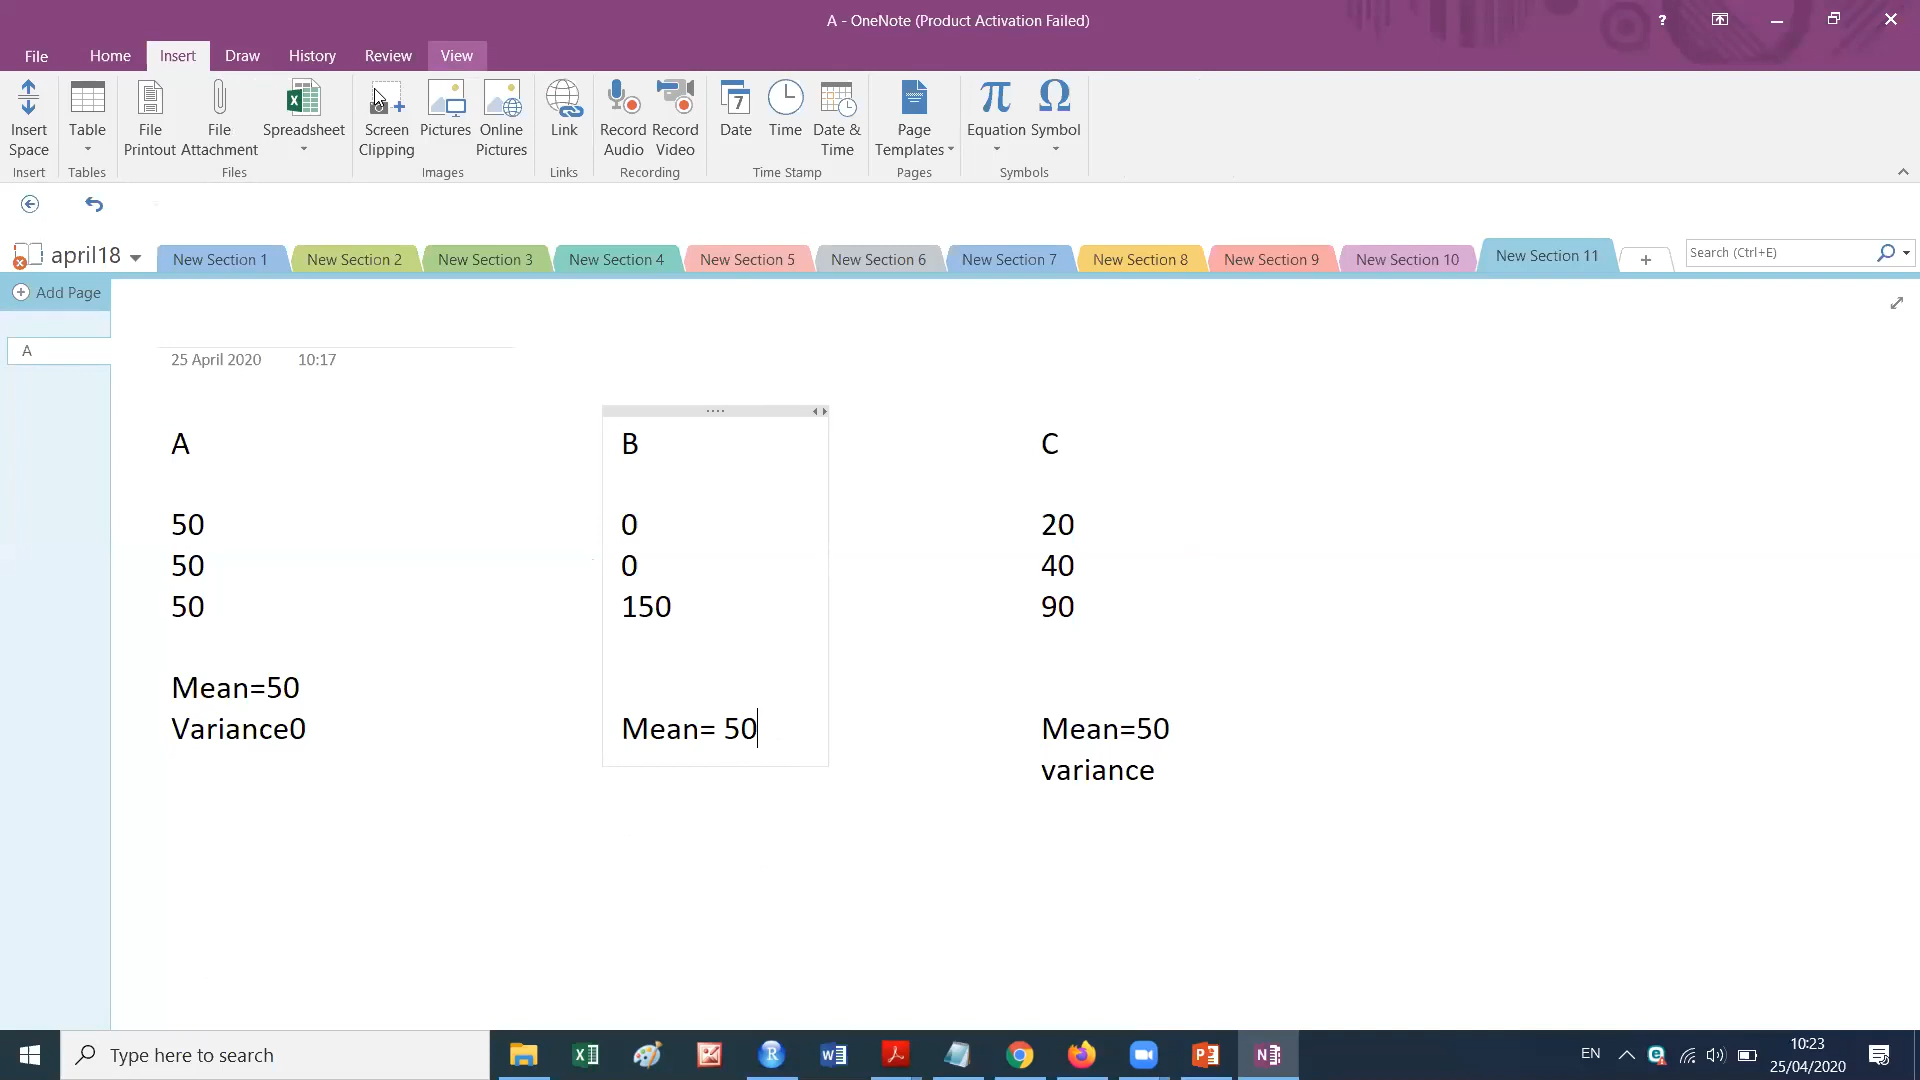 A - OneNote (Product Activation Failed)
?
File Home Insert Draw History Review View
Insert Space
Table
File Printout
File Attachment
Spreadsheet
Screen Clipping
Pictures
Online Pictures
Link
Record Audio
Record Video
7
Date
Time
Date & Time
Page Templates
π
Equation
Ω
Symbol
Insert Tables Files Images Links Recording Time Stamp Pages Symbols
april18
New Section 1 New Section 2 New Section 3 New Section 4 New Section 5 New Section 6 New Section 7 New Section 8 New Section 9 New Section 10 New Section 11
Search (Ctrl+E)
Add Page
A
25 April 2020 10:17
A
50
50
50
Mean=50
Variance0
B
0
0
150
Mean= 50
C
20
40
90
Mean=50
variance
Type here to search
EN
10:23
25/04/2020